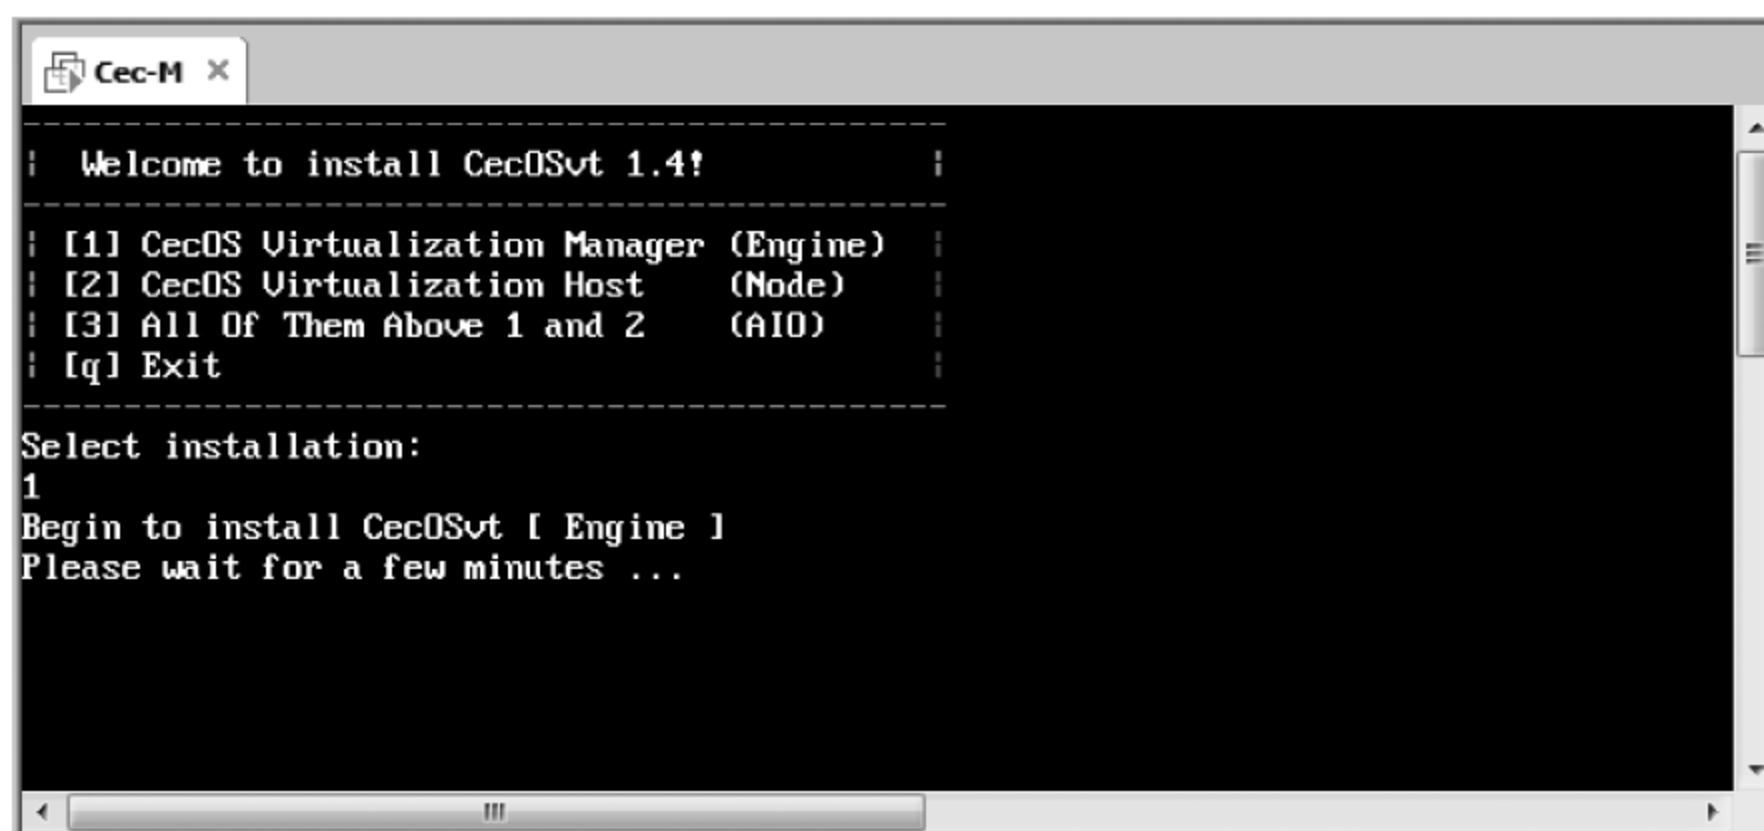 Cec-M
Welcome to install CecOSvt 1.4!
[1] CecOS Virtualization Manager (Engine)
[2] CecOS Virtualization Host (Node)
[3] All Of Them Above 1 and 2 (AIO)
[q] Exit
Select installation:
1
Begin to install CecOSvt [ Engine ]
Please wait for a few minutes ...